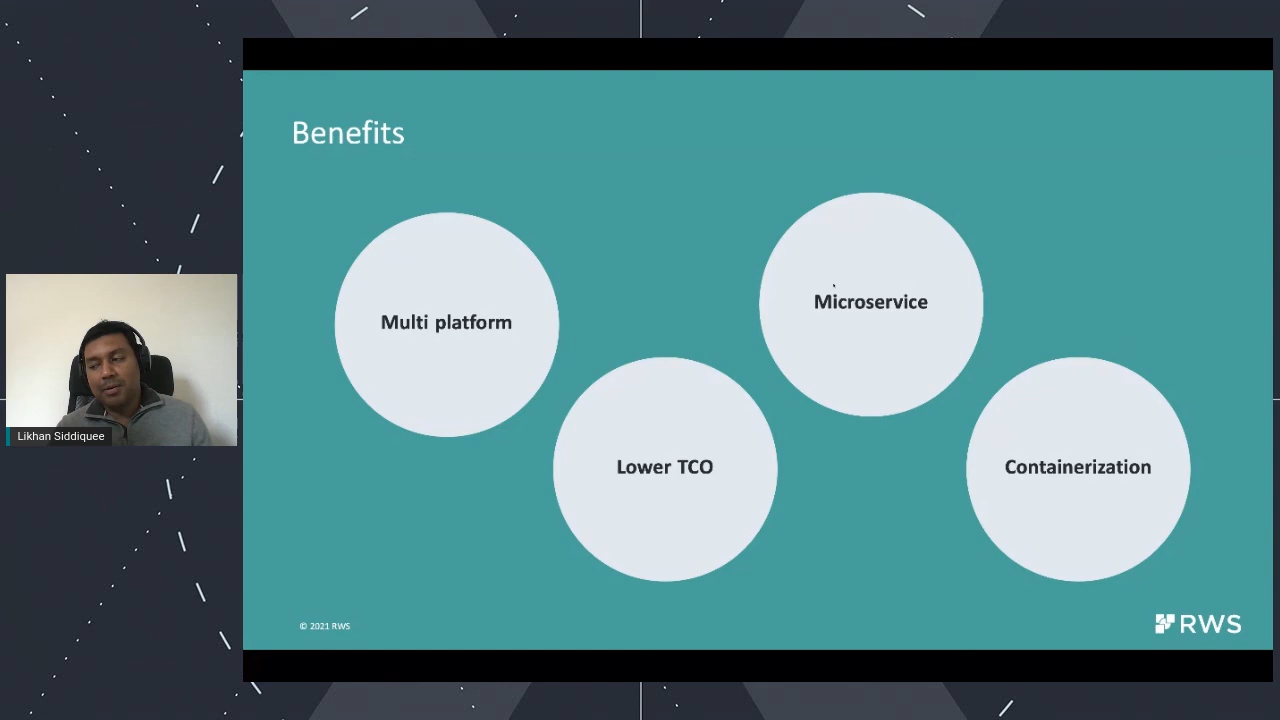 Benefits
Multi platform
Lower TCO
Microservice
Containerization
Likhan Siddiquee
© 2021 RWS
RWS